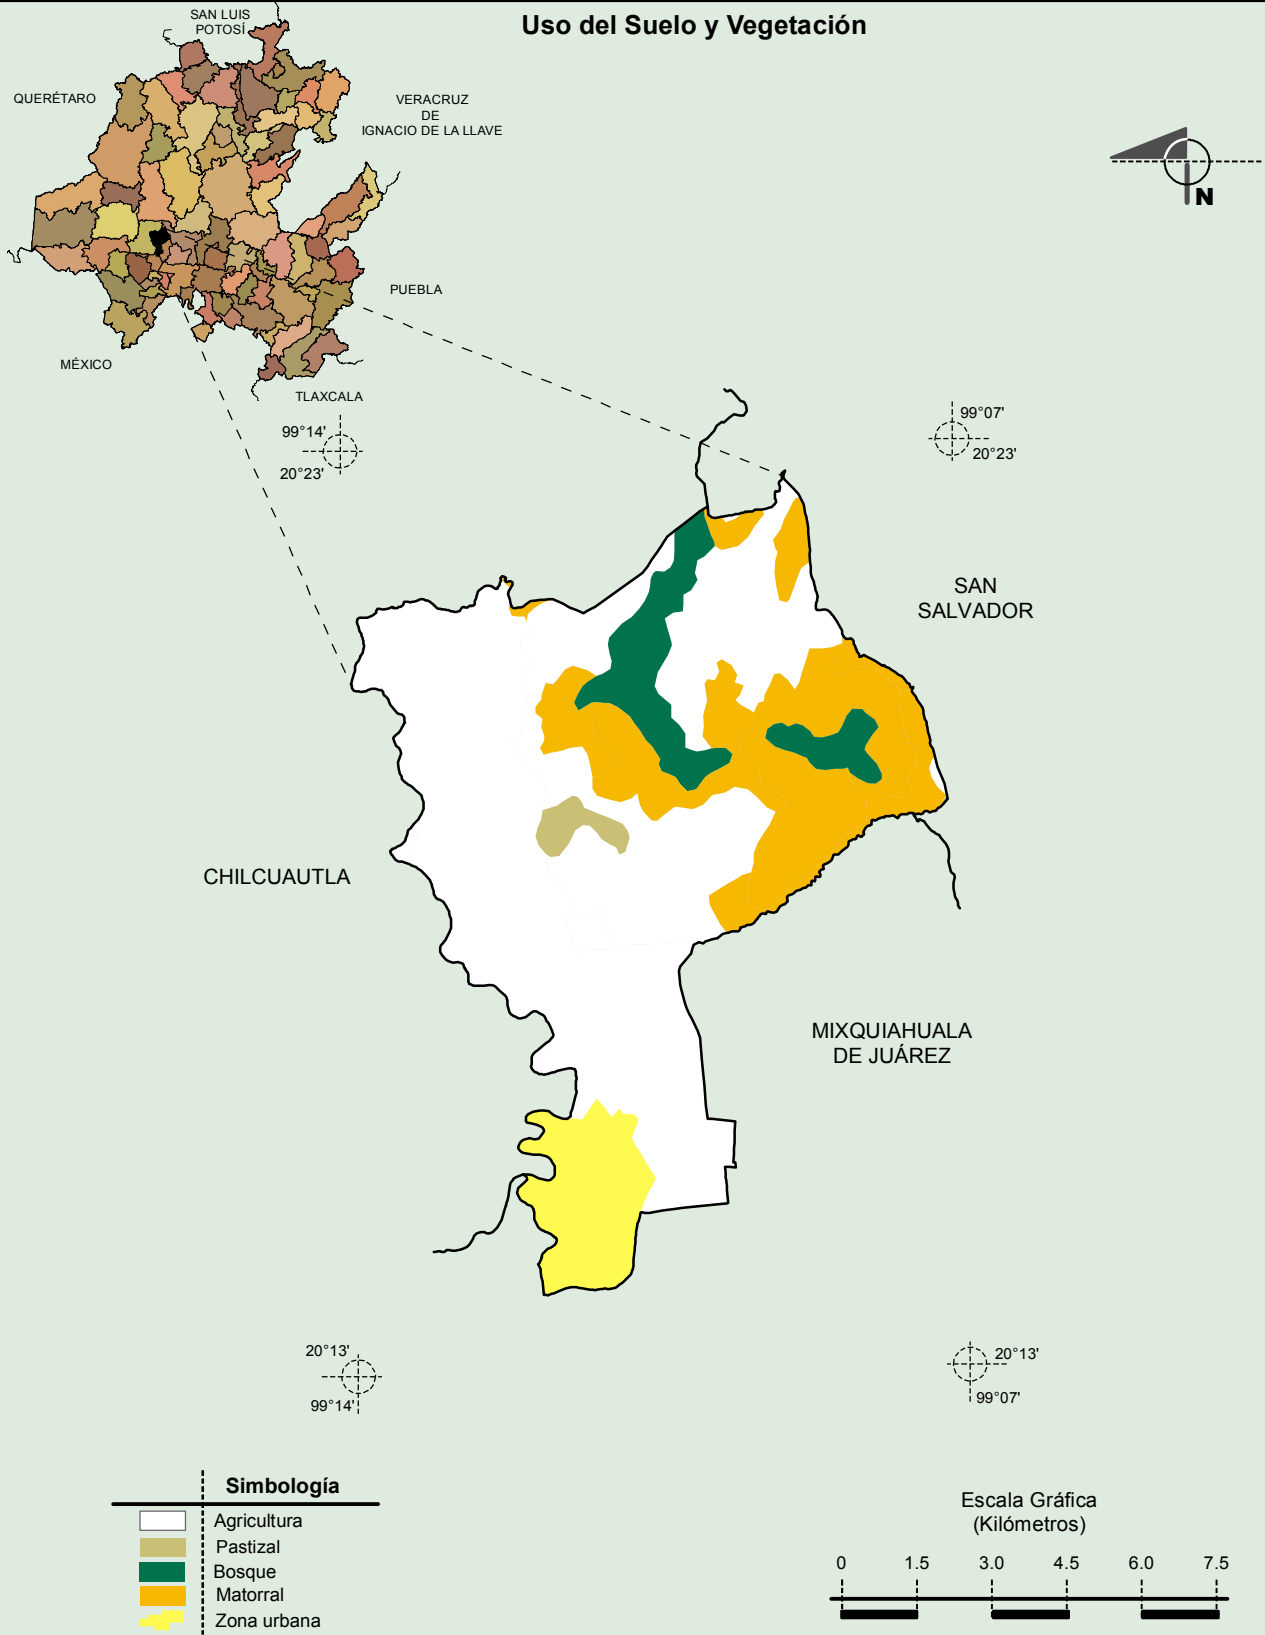 Uso del Suelo y Vegetación
SAN LUIS
POTOSÍ
QUERÉTARO
VERACRUZ
DE
IGNACIO DE LA LLAVE
N
PUEBLA
MÉXICO
TLAXCALA
99°14'
20°23'
99°07'
20°23'
SAN
SALVADOR
CHILCUAUTLA
MIXQUIAHUALA
DE JUÁREZ
20°13'
99°14'
20°13'
99°07'
Simbología
Agricultura
Pastizal
Bosque
Matorral
Zona urbana
Escala Gráfica
(Kilómetros)
0 1.5 3.0 4.5 6.0 7.5